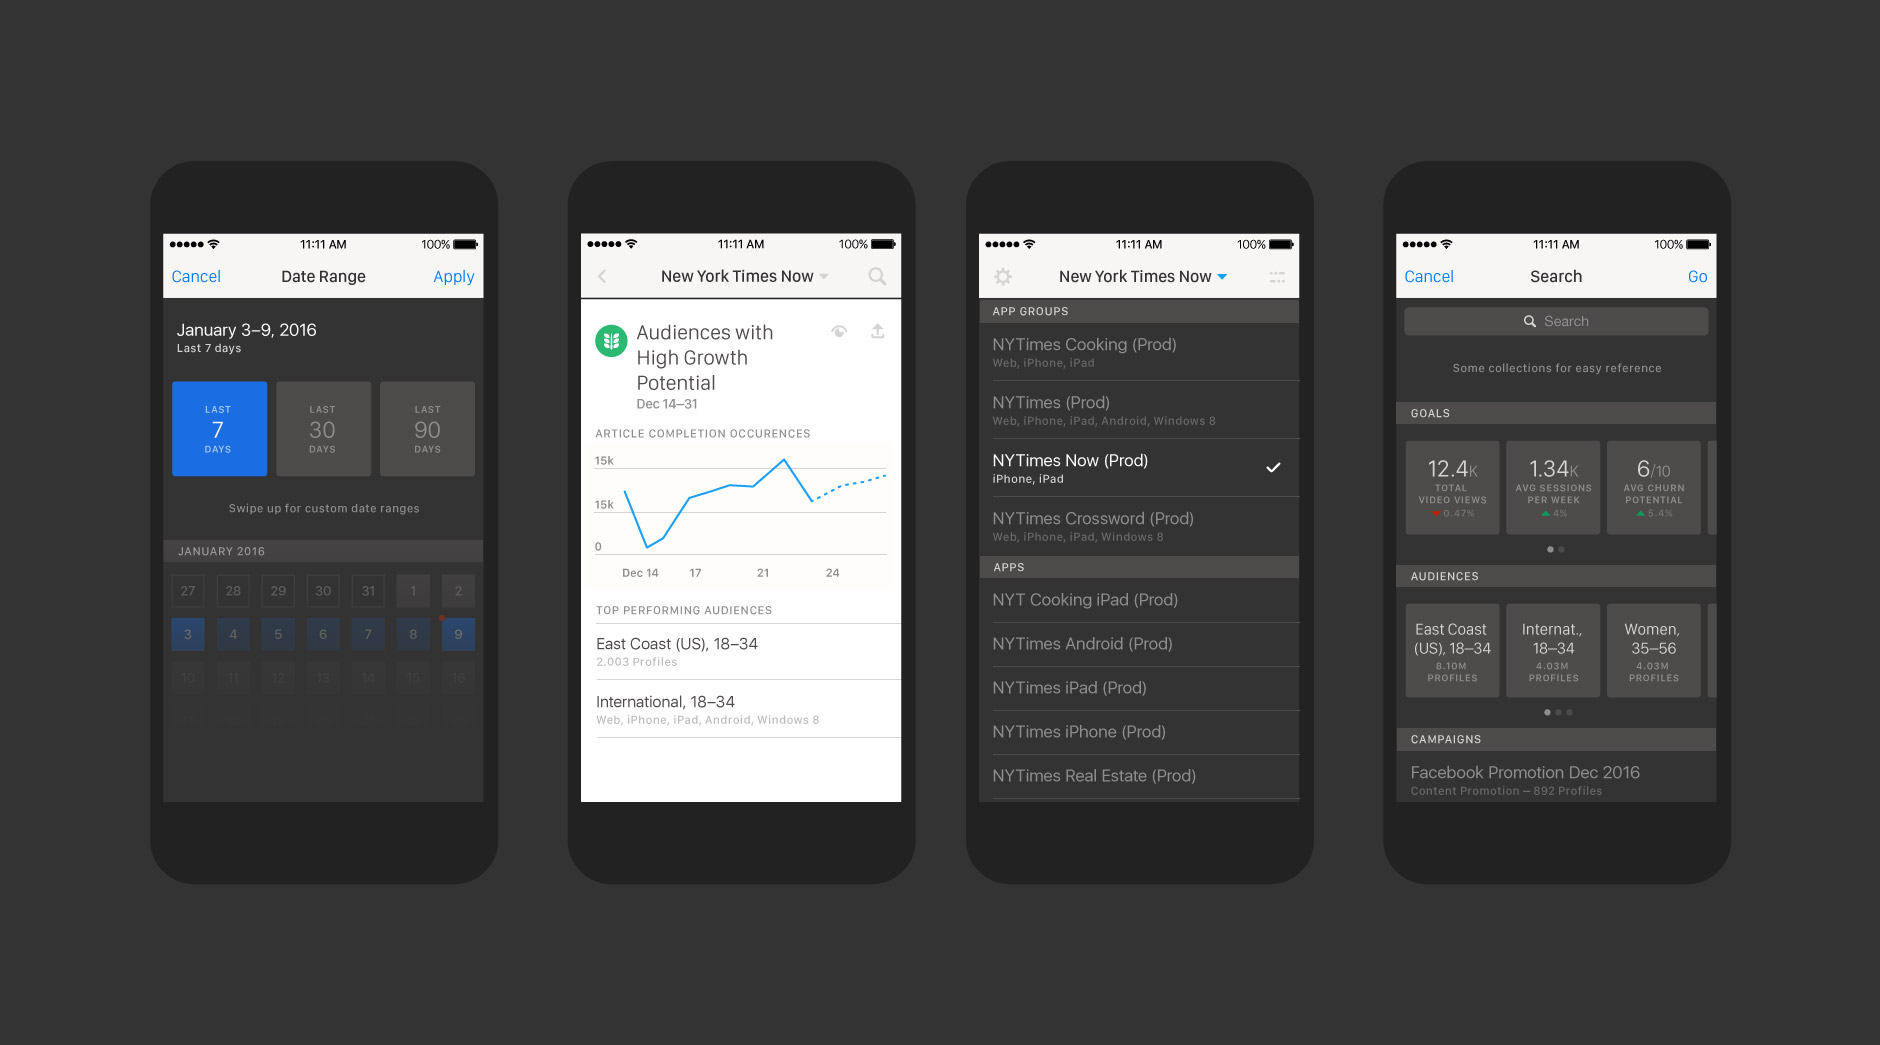 11:11 AM
100%
Cancel
Date Range
Apply
January 3–9, 2016
Last 7 days
LAST
7
DAYS
LAST
30
DAYS
LAST
90
DAYS
Swipe up for custom date ranges
JANUARY 2016
27 28 29 30 31 1 2
3 4 5 6 7 8 9
10 11 12 13 14 15 16
11:11 AM
100%
New York Times Now
Audiences with
High Growth
Potential
Dec 14–31
ARTICLE COMPLETION OCCURENCES
15k
15k
0
Dec 14 17 21 24
TOP PERFORMING AUDIENCES
East Coast (US), 18–34
2,003 Profiles
International, 18–34
Web, iPhone, iPad, Android, Windows 8
11:11 AM
100%
New York Times Now
APP GROUPS
NYTimes Cooking (Prod)
Web, iPhone, iPad
NYTimes (Prod)
Web, iPhone, iPad, Android, Windows 8
NYTimes Now (Prod)
iPhone, iPad
NYTimes Crossword (Prod)
Web, iPhone, iPad, Windows 8
APPS
NYT Cooking iPad (Prod)
NYTimes Android (Prod)
NYTimes iPad (Prod)
NYTimes iPhone (Prod)
NYTimes Real Estate (Prod)
11:11 AM
100%
Cancel
Search
Go
Search
Some collections for easy reference
GOALS
12.4K
TOTAL
VIDEO VIEWS
0.47%
1.34K
AVG SESSIONS
PER WEEK
4%
6/10
AVG CHURN
POTENTIAL
5.4%
AUDIENCES
East Coast
(US), 18–34
8.10M
PROFILES
Internat.,
18–34
4.03M
PROFILES
Women,
35–56
4.03M
PROFILES
CAMPAIGNS
Facebook Promotion Dec 2016
Content Promotion – 892 Profiles